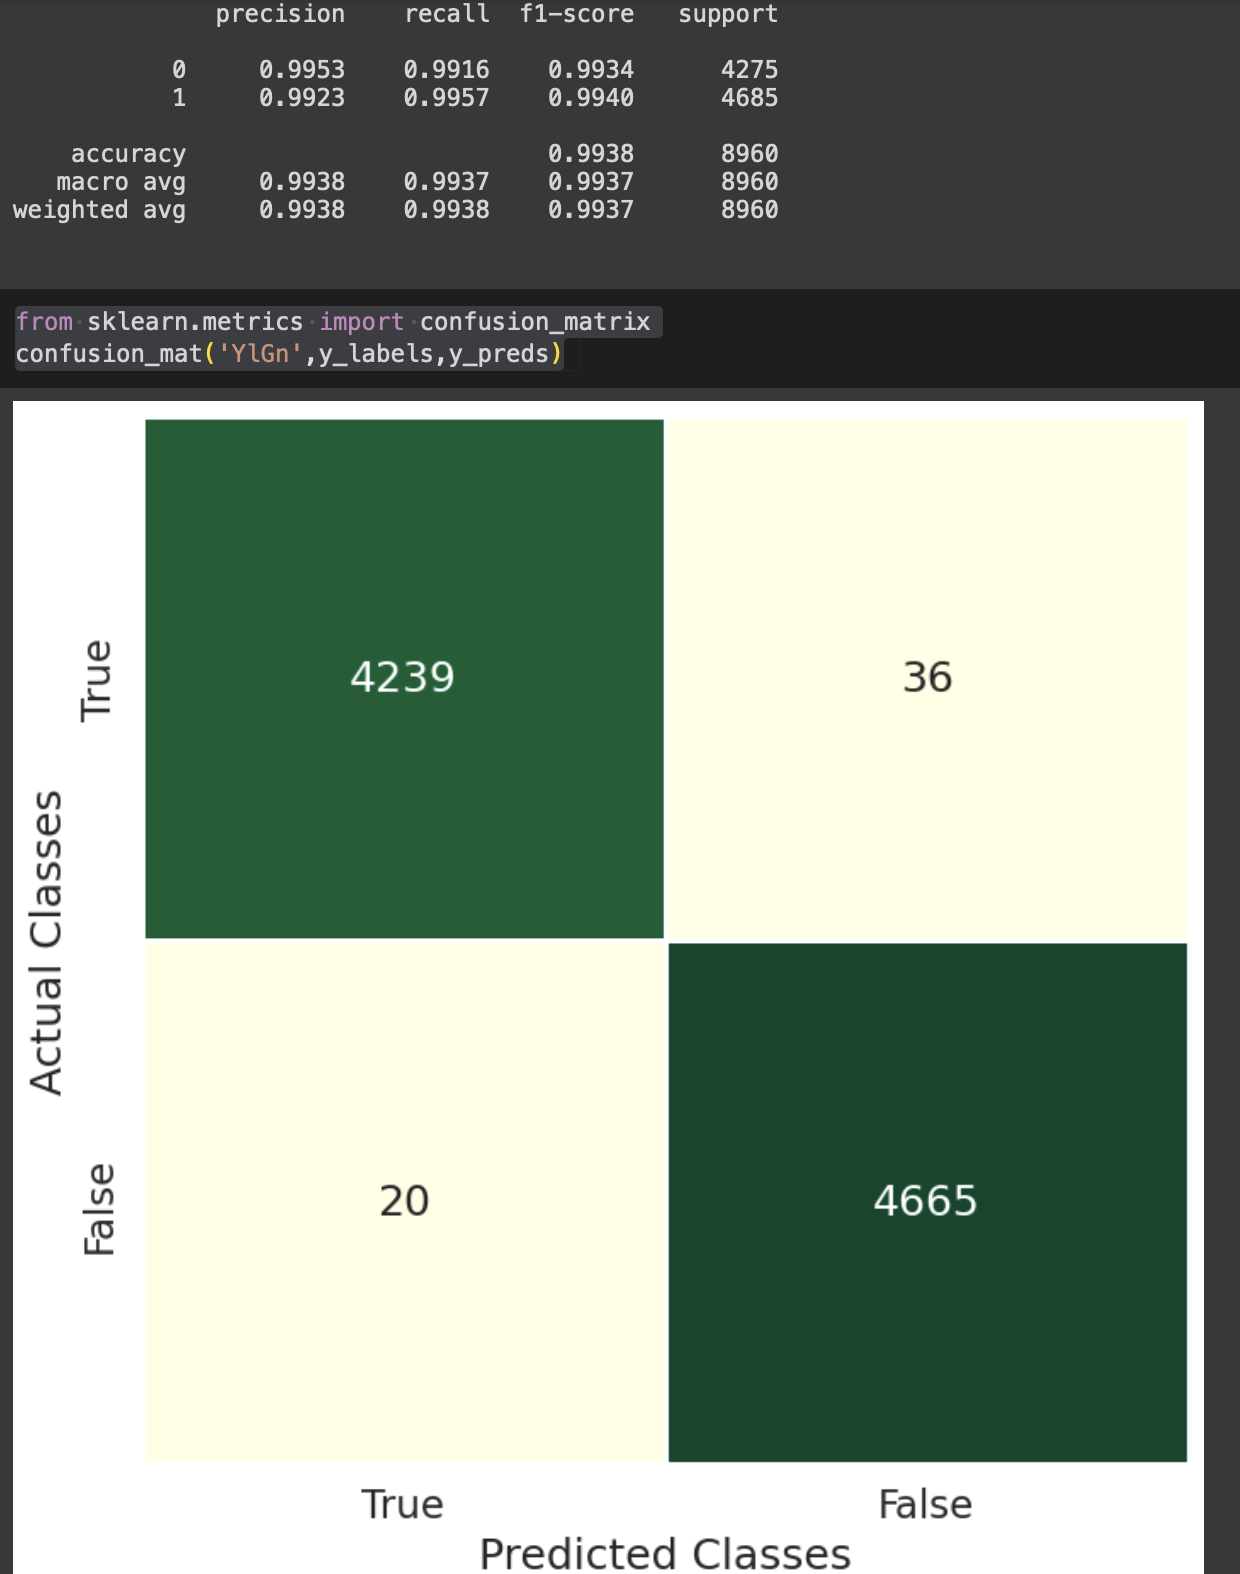 precision recall f1-score support
0 0.9953 0.9916 0.9934 4275
1 0.9923 0.9957 0.9940 4685
accuracy 0.9938 8960
macro avg 0.9938 0.9937 0.9937 8960
weighted avg 0.9938 0.9938 0.9937 8960
from sklearn.metrics import confusion_matrix
confusion_mat('YlGn',y_labels,y_preds)
Actual Classes
True
4239 36
False
20 4665
True False
Predicted Classes